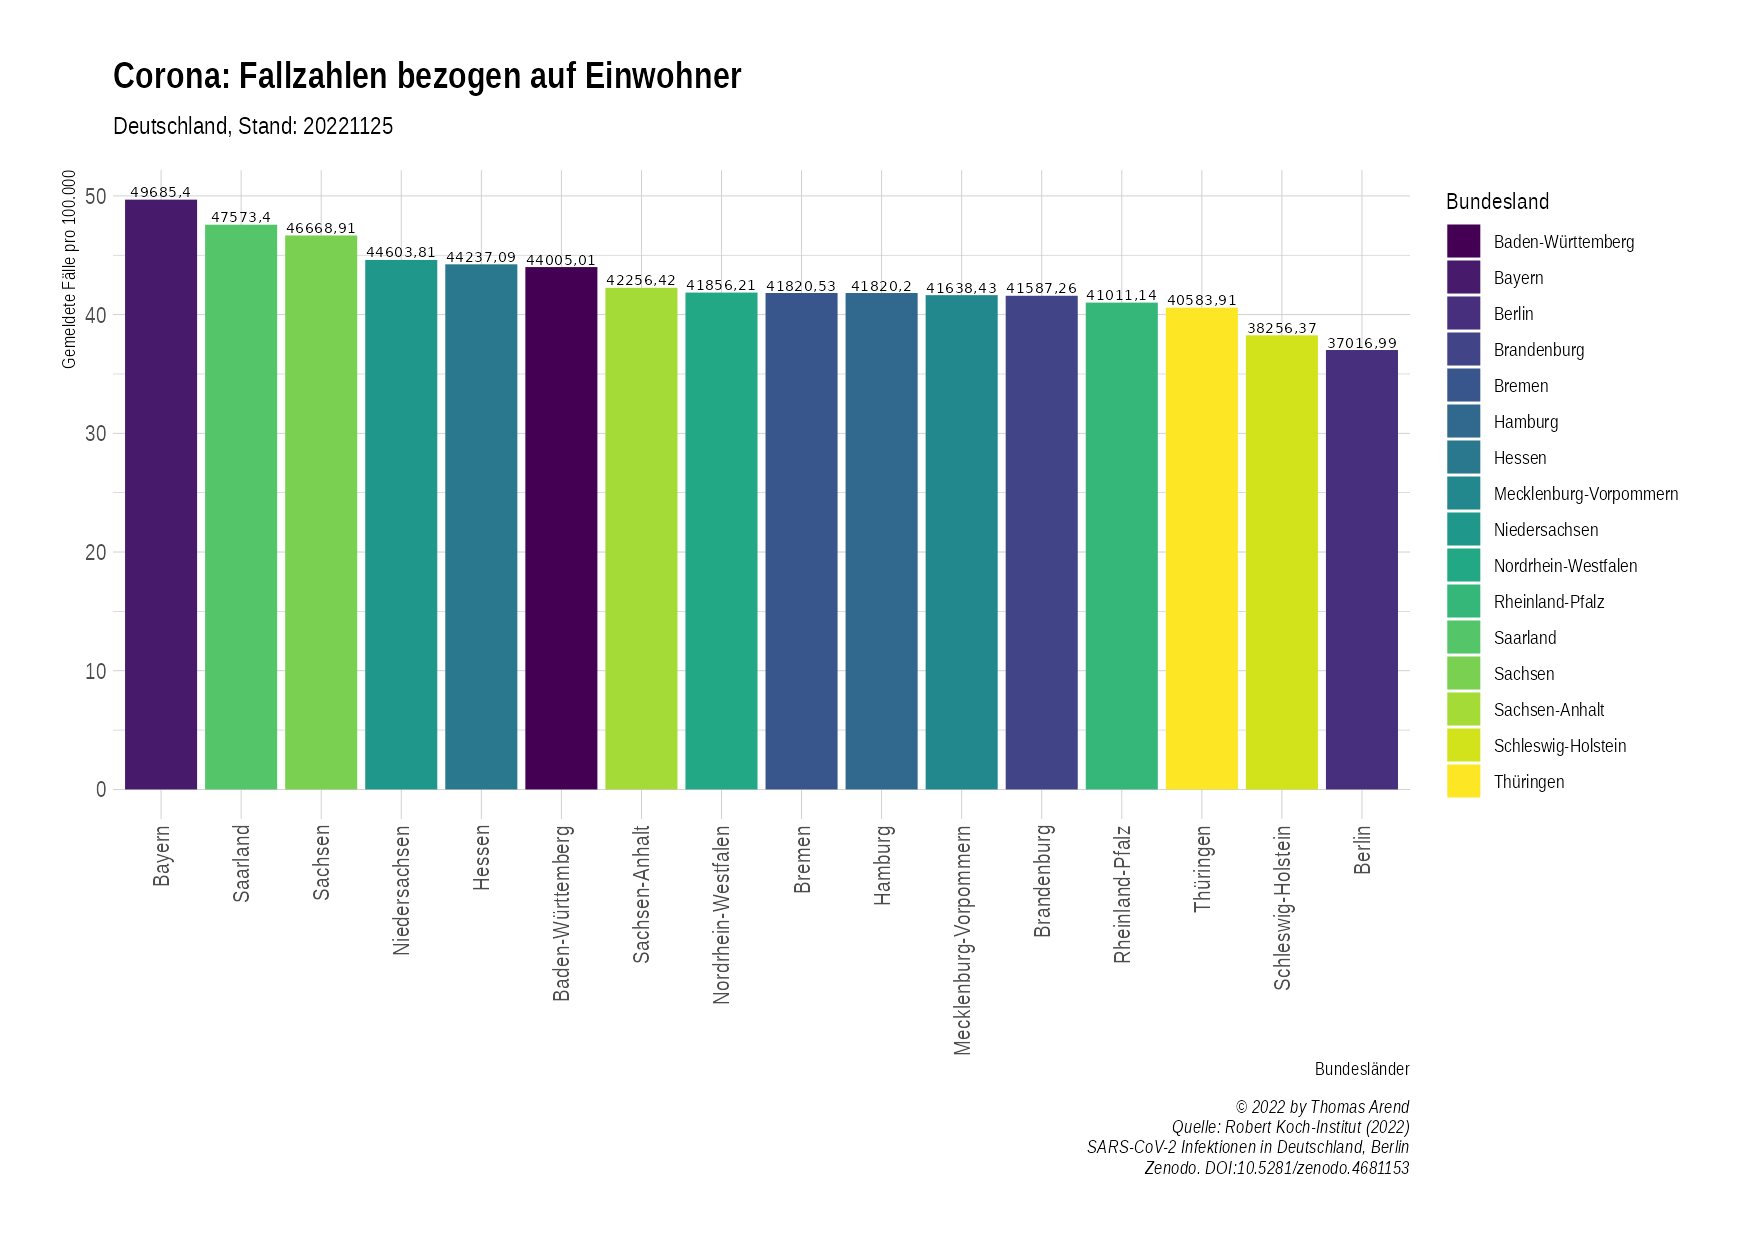 Corona: Fallzahlen bezogen auf Einwohner
Deutschland, Stand: 20221125
Gemeldete Fälle pro 100.000
50
40
30
20
10
0
49685,4
47573,4
46668,91
44603,81
44237,09
44005,01
42256,42
41856,21
41820,53
41820,2
41638,43
41587,26
41011,14
40583,91
38256,37
37016,99
Bayern
Saarland
Sachsen
Niedersachsen
Hessen
Baden-Württemberg
Sachsen-Anhalt
Nordrhein-Westfalen
Bremen
Hamburg
Mecklenburg-Vorpommern
Brandenburg
Rheinland-Pfalz
Thüringen
Schleswig-Holstein
Berlin
Bundesländer
Bundesland
Baden-Württemberg
Bayern
Berlin
Brandenburg
Bremen
Hamburg
Hessen
Mecklenburg-Vorpommern
Niedersachsen
Nordrhein-Westfalen
Rheinland-Pfalz
Saarland
Sachsen
Sachsen-Anhalt
Schleswig-Holstein
Thüringen
© 2022 by Thomas Arend
Quelle: Robert Koch-Institut (2022)
SARS-CoV-2 Infektionen in Deutschland, Berlin
Zenodo. DOI:10.5281/zenodo.4681153